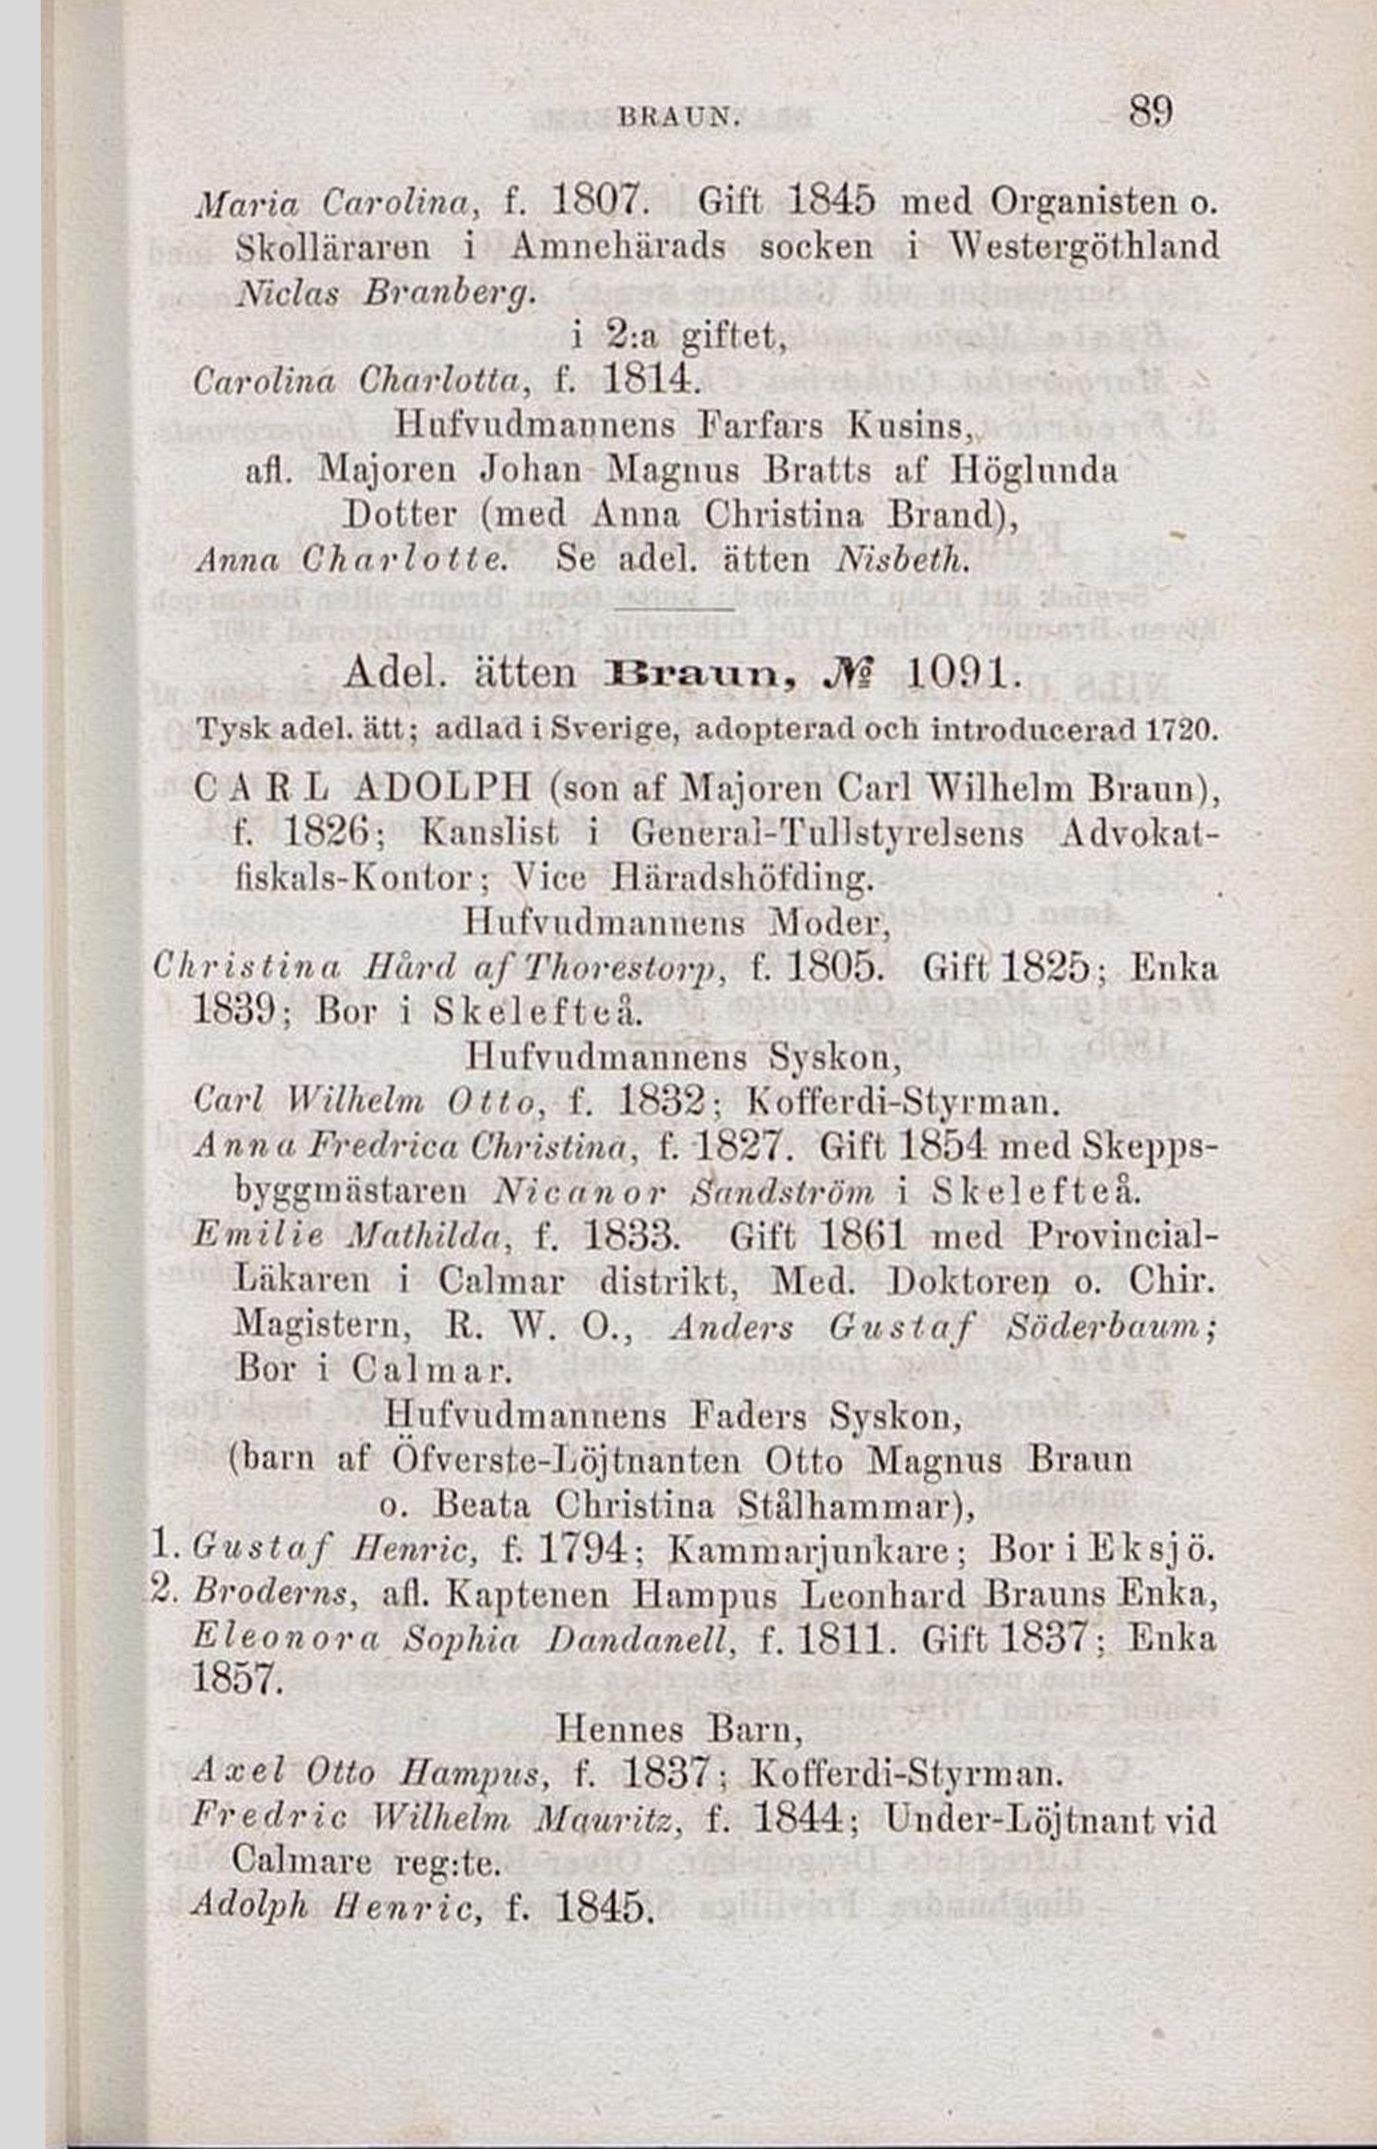 BRAUN. 89
Maria Carolina, f. 1807. Gift 1845 med Organisten o.
Skolläraren i Amnehärads socken i Westergöthland
Niclas Branberg.
i 2:a giftet,
Carolina Charlotta, f. 1814.
Hufvudmannens Farfars Kusins,
afl. Majoren Johan Magnus Bratts af Höglunda
Dotter (med Anna Christina Brand),
Anna Charlotte. Se adel. ätten Nisbeth.
Adel. ätten Braun, № 1091.
Tysk adel. ätt; adlad i Sverige, adopterad och introducerad 1720.
CARL ADOLPH (son af Majoren Carl Wilhelm Braun),
f. 1826; Kanslist i General-Tullstyrelsens Advokat-
fiskals-Kontor; Vice Häradshöfding.
Hufvudmannens Moder,
Christina Hård af Thorestorp, f. 1805. Gift 1825; Enka
1839; Bor i Skelefteå.
Hufvudmannens Syskon,
Carl Wilhelm Otto, f. 1832; Kofferdi-Styrman.
Anna Fredrica Christina, f. 1827. Gift 1854 med Skepps-
byggmästaren Nicanor Sandström i Skelefteå.
Emilie Mathilda, f. 1833. Gift 1861 med Provincial-
Läkaren i Calmar distrikt, Med. Doktoren o. Chir.
Magistern, R. W. O., Anders Gustaf Söderbaum;
Bor i Calmar.
Hufvudmannens Faders Syskon,
(barn af Öfverste-Löjtnanten Otto Magnus Braun
o. Beata Christina Stålhammar),
1. Gustaf Henric, f. 1794; Kammarjunkare; Bor i Eksjö.
2. Broderns, afl. Kaptenen Hampus Leonhard Brauns Enka,
Eleonora Sophia Dandanell, f. 1811. Gift 1837; Enka
1857.
Hennes Barn,
Axel Otto Hampus, f. 1837; Kofferdi-Styrman.
Fredric Wilhelm Mauritz, f. 1844; Under-Löjtnant vid
Calmare reg:te.
Adolph Henric, f. 1845.